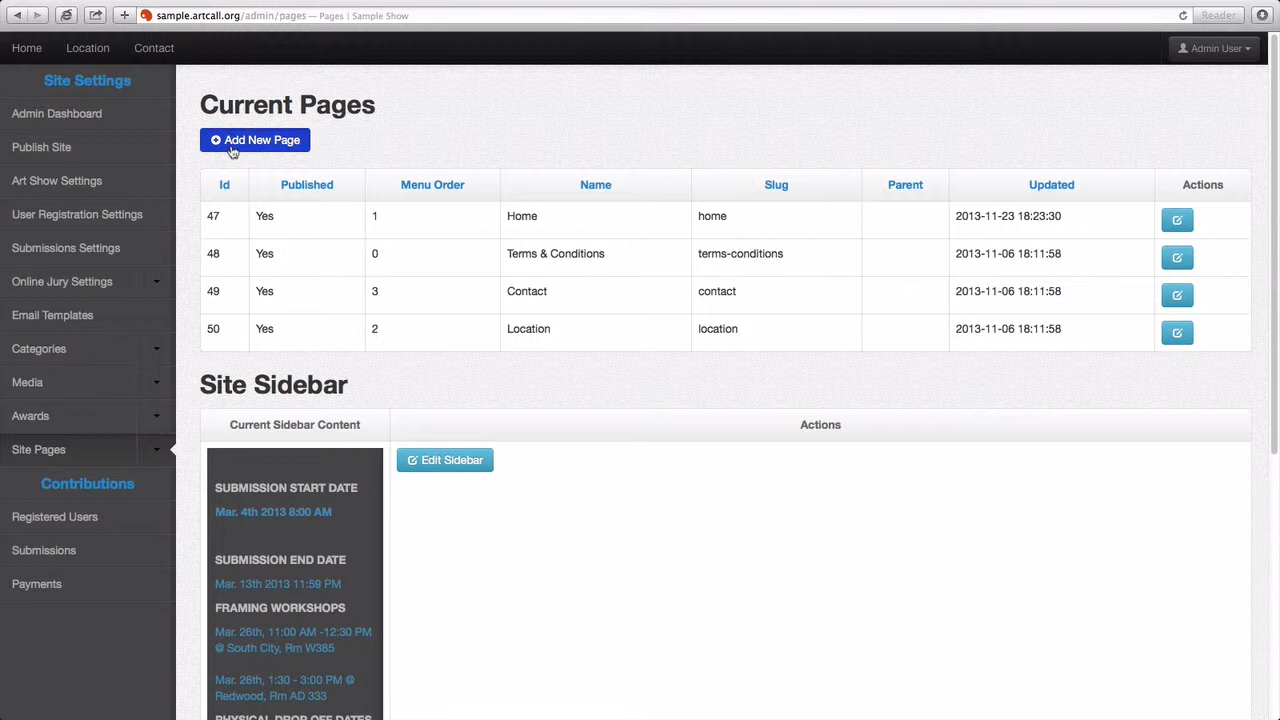 sample.artcall.org/admin/pages — Pages | Sample Show
Reader
Home Location Contact
Admin User
Site Settings
Admin Dashboard
Publish Site
Art Show Settings
User Registration Settings
Submissions Settings
Online Jury Settings
Email Templates
Categories
Media
Awards
Site Pages
Contributions
Registered Users
Submissions
Payments
Current Pages
Add New Page
Id Published Menu Order Name Slug Parent Updated Actions
47 Yes 1 Home home 2013-11-23 18:23:30
48 Yes 0 Terms & Conditions terms-conditions 2013-11-06 18:11:58
49 Yes 3 Contact contact 2013-11-06 18:11:58
50 Yes 2 Location location 2013-11-06 18:11:58
Site Sidebar
Current Sidebar Content Actions
Edit Sidebar
SUBMISSION START DATE
Mar. 4th 2013 8:00 AM
SUBMISSION END DATE
Mar. 13th 2013 11:59 PM
FRAMING WORKSHOPS
Mar. 26th, 11:00 AM -12:30 PM
@ South City, Rm W385
Mar. 26th, 1:30 - 3:00 PM @
Redwood, Rm AD 333
PHYSICAL DROP OFF DATES